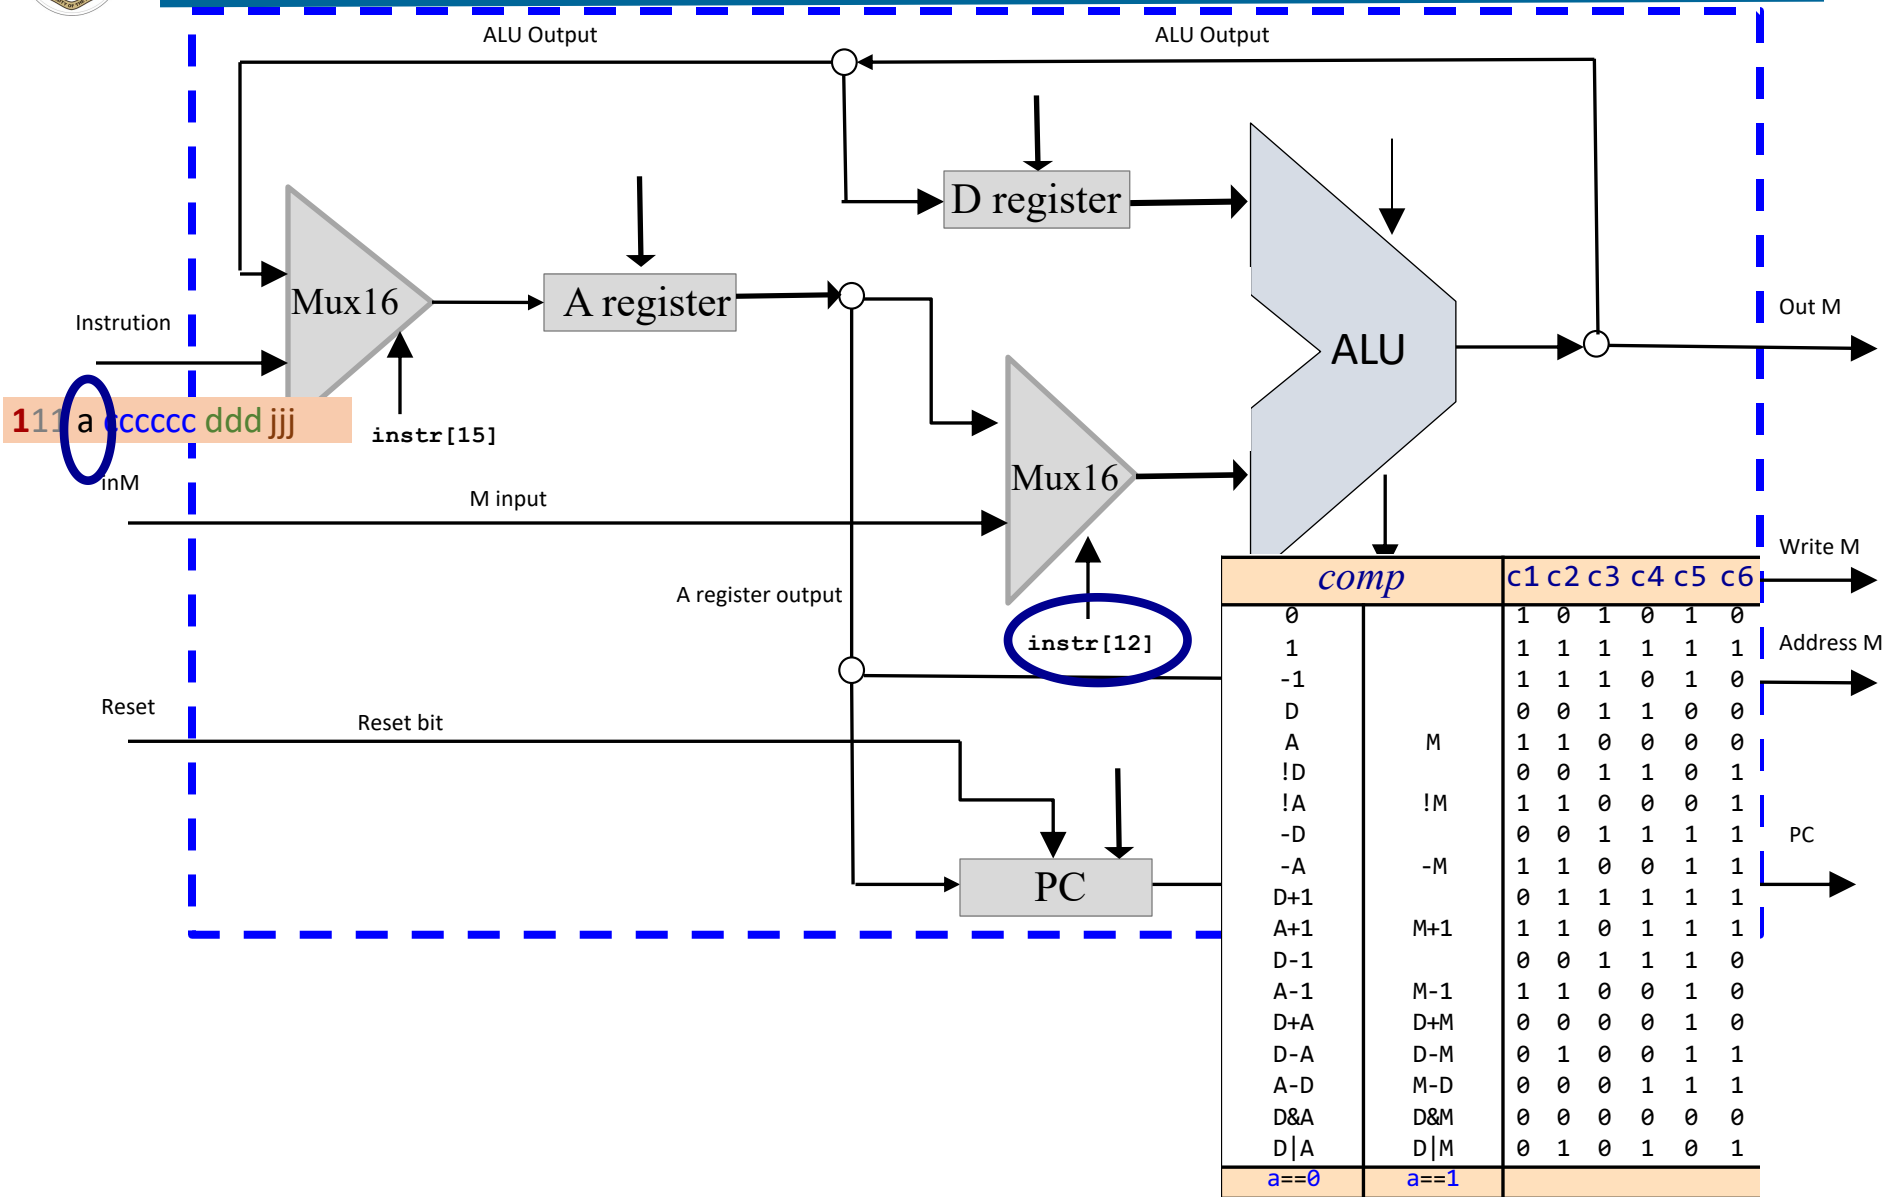 ALU Output
ALU Output
D register
Mux16
A register
Instrution
Out M
ALU
111 a cccccc ddd jjj
instr[15]
inM
M input
Mux16
Write M
A register output
instr[12]
Address M
Reset
Reset bit
PC
PC
comp c1 c2 c3 c4 c5 c6
0 1 0 1 0 1 0
1 1 1 1 1 1 1
-1 1 1 1 0 1 0
D 0 0 1 1 0 0
A M 1 1 0 0 0 0
!D 0 0 1 1 0 1
!A !M 1 1 0 0 0 1
-D 0 0 1 1 1 1
-A -M 1 1 0 0 1 1
D+1 0 1 1 1 1 1
A+1 M+1 1 1 0 1 1 1
D-1 0 0 1 1 1 0
A-1 M-1 1 1 0 0 1 0
D+A D+M 0 0 0 0 1 0
D-A D-M 0 1 0 0 1 1
A-D M-D 0 0 0 1 1 1
D&A D&M 0 0 0 0 0 0
D|A D|M 0 1 0 1 0 1
a==0 a==1